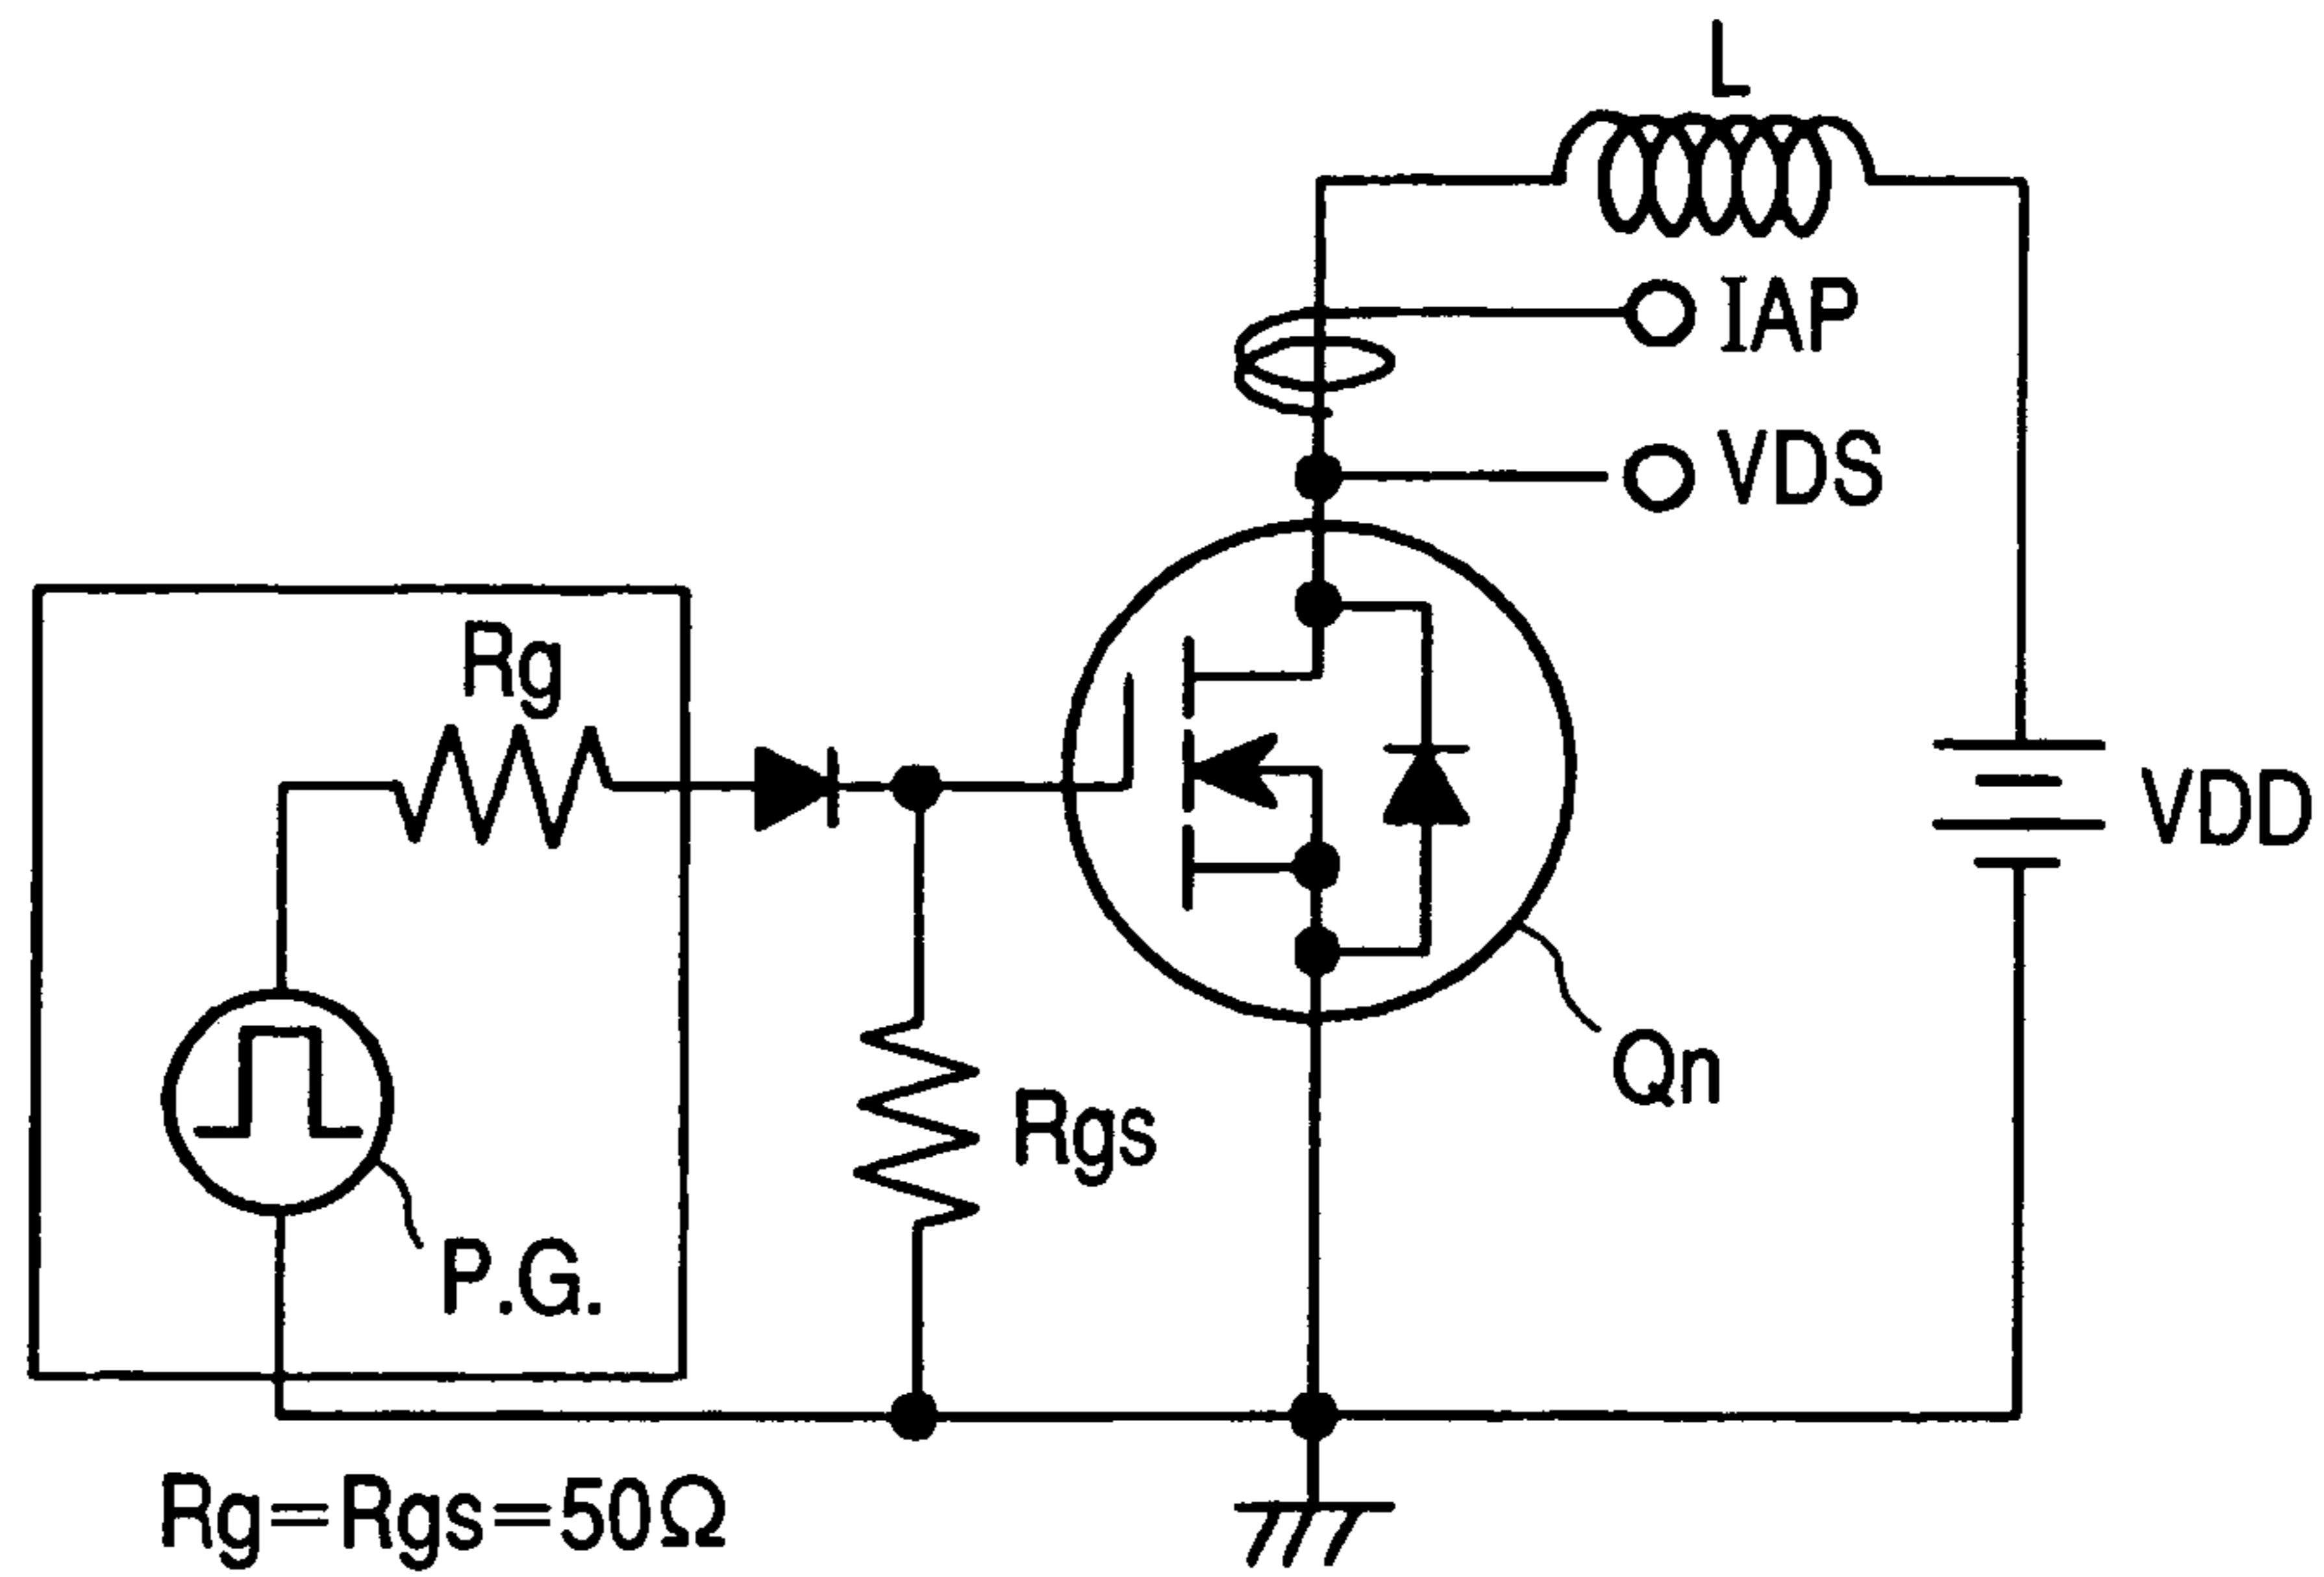 L
IAP
VDS
Rg
VDD
Qn
Rgs
P.G.
Rg=Rgs=50Ω